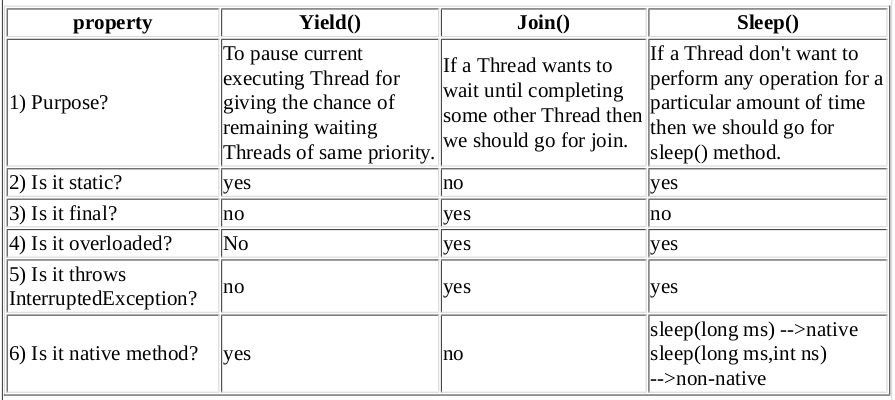 property Yield() Join() Sleep()
1) Purpose?
To pause current
executing Thread for
giving the chance of
remaining waiting
Threads of same priority.
If a Thread wants to
wait until completing
some other Thread then
we should go for join.
If a Thread don't want to
perform any operation for a
particular amount of time
then we should go for
sleep() method.
2) Is it static? yes no yes
3) Is it final? no yes no
4) Is it overloaded? No yes yes
5) Is it throws
InterruptedException?
no yes yes
6) Is it native method? yes no
sleep(long ms) -->native
sleep(long ms,int ns)
-->non-native